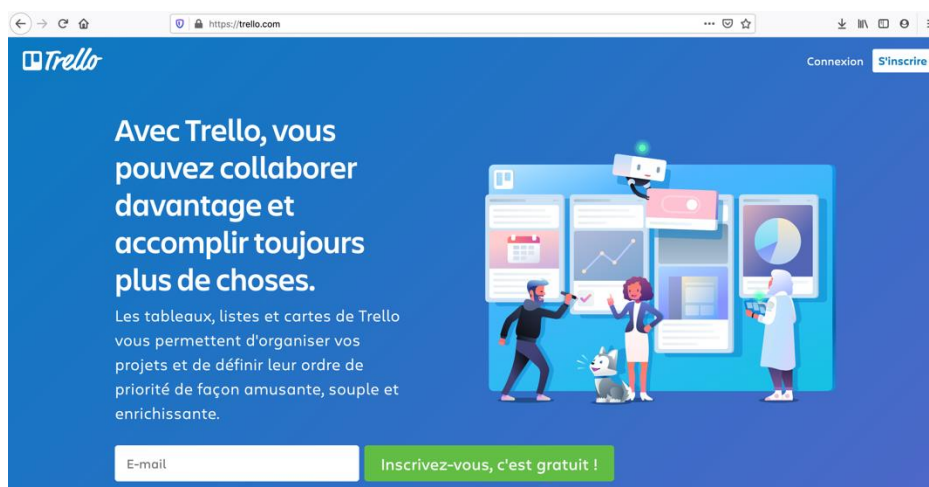 https://trello.com
Trello
Connexion
S'inscrire
Avec Trello, vous
pouvez collaborer
davantage et
accomplir toujours
plus de choses.
Les tableaux, listes et cartes de Trello
vous permettent d'organiser vos
projets et de définir leur ordre de
priorité de façon amusante, souple et
enrichissante.
E-mail
Inscrivez-vous, c'est gratuit !